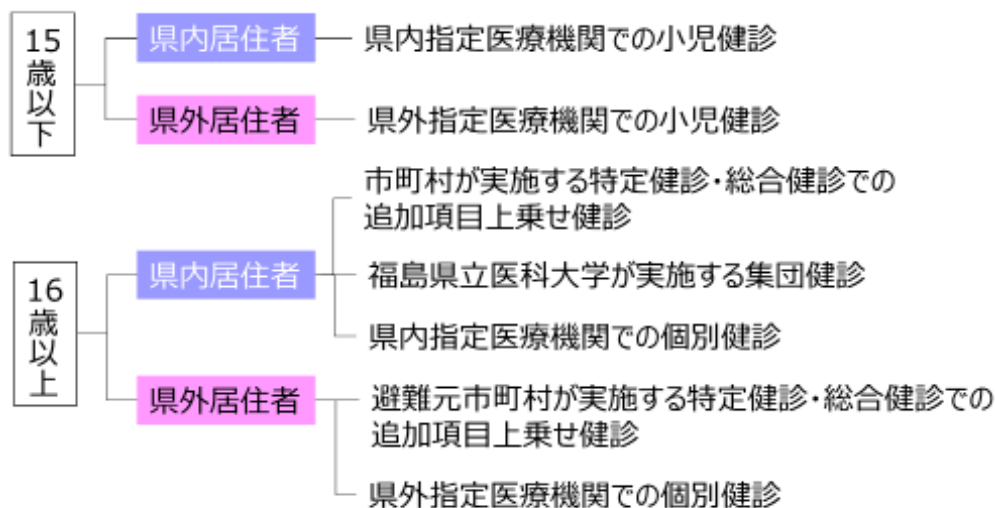 15歳以下
県内居住者
県内指定医療機関での小児健診
県外居住者
県外指定医療機関での小児健診
16歳以上
県内居住者
市町村が実施する特定健診・総合健診での
追加項目上乗せ健診
福島県立医科大学が実施する集団健診
県内指定医療機関での個別健診
県外居住者
避難元市町村が実施する特定健診・総合健診での
追加項目上乗せ健診
県外指定医療機関での個別健診